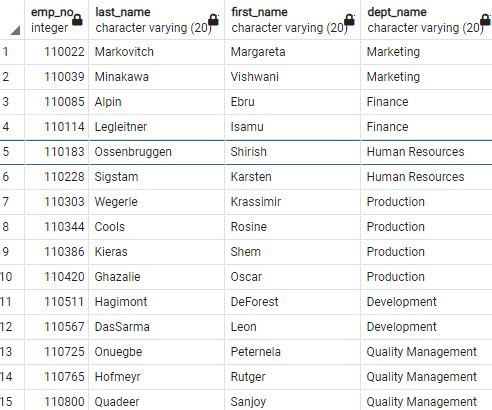 emp_no last_name first_name dept_name
integer character varying (20) character varying (20) character varying (20)
1 110022 Markovitch Margareta Marketing
2 110039 Minakawa Vishwani Marketing
3 110085 Alpin Ebru Finance
4 110114 Legleitner Isamu Finance
5 110183 Ossenbruggen Shirish Human Resources
6 110228 Sigstam Karsten Human Resources
7 110303 Wegerle Krassimir Production
8 110344 Cools Rosine Production
9 110386 Kieras Shem Production
10 110420 Ghazalie Oscar Production
11 110511 Hagimont DeForest Development
12 110567 DasSarma Leon Development
13 110725 Onuegbe Peternela Quality Management
14 110765 Hofmeyr Rutger Quality Management
15 110800 Quadeer Sanjoy Quality Management